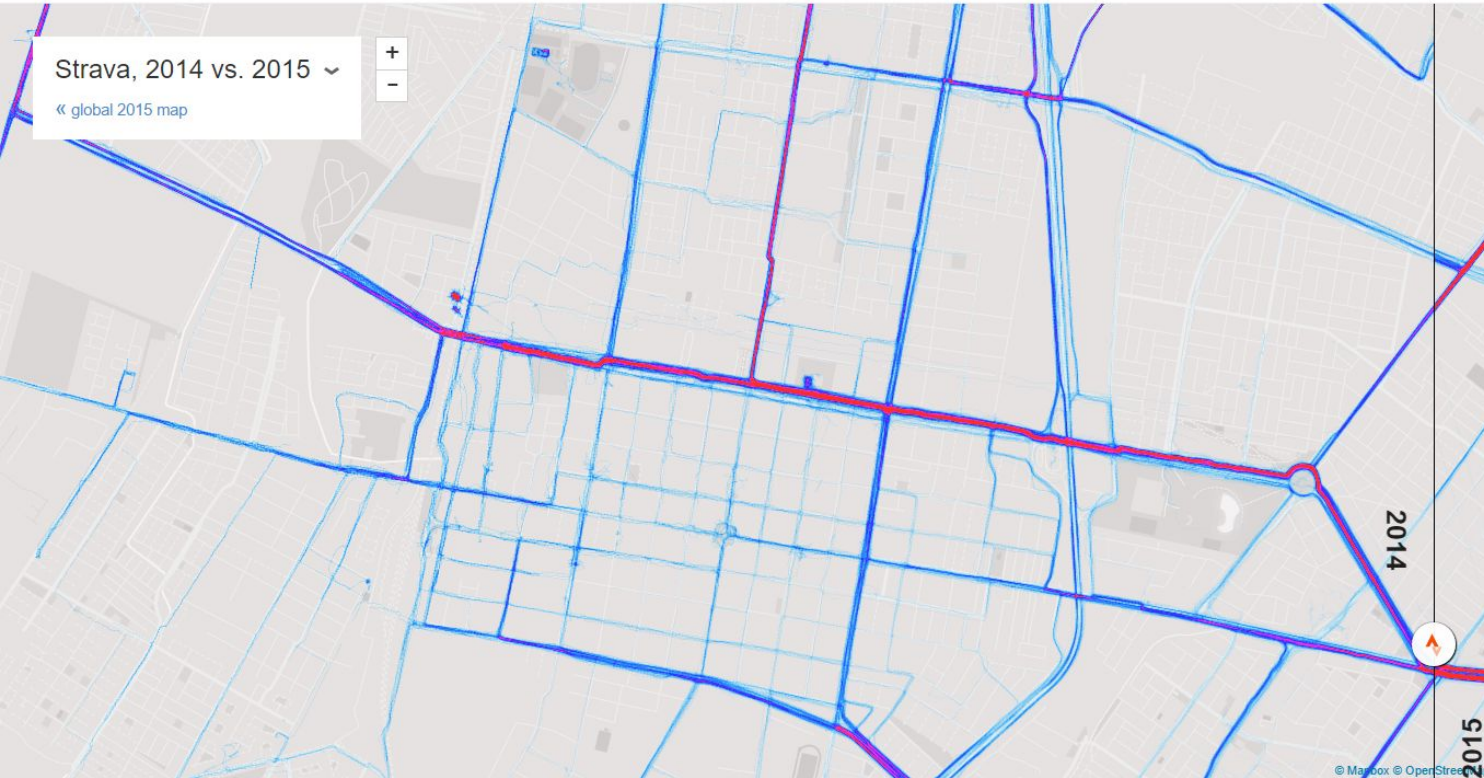 Strava, 2014 vs. 2015
« global 2015 map
+
−
2014
2015
© Mapbox © OpenStreet